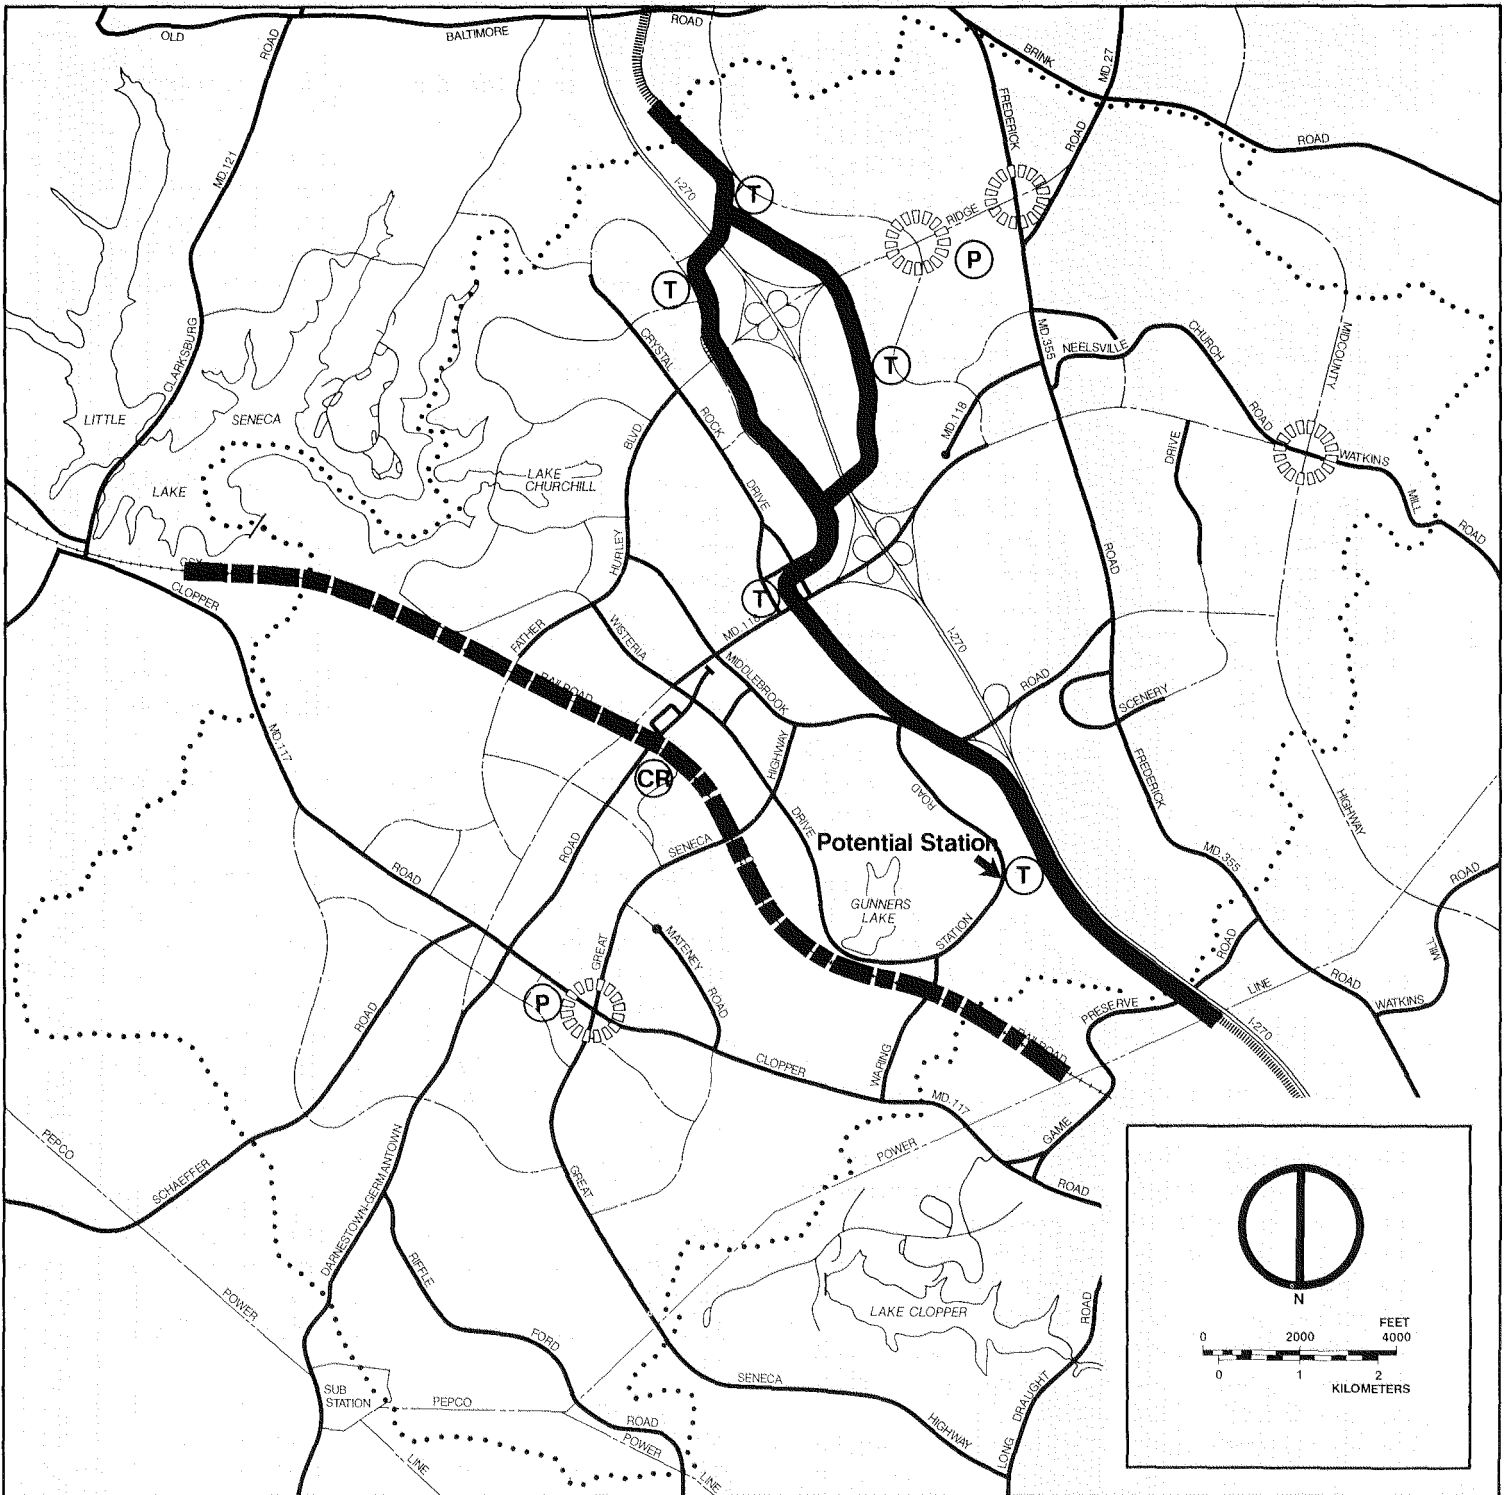 OLD
ROAD
BALTIMORE
ROAD
BRINK
MD.27
FREDERICK
ROAD
ROAD
MD.121
I-270
T
RIDGE
P
T
CLARKSBURG
CRYSTAL
MD.355
NEELSVILLE
CHURCH
MIDCOUNTY
T
LITTLE
SENECA
LAKE
BLVD.
ROCK
MD.118
DRIVE
ROAD
WATKINS
MILL
ROAD
LAKE
CHURCHILL
DRIVE
HURLEY
ROAD
CLOPPER
T
FATHER
WISTERIA
MD.118
I-270
MIDDLEBROOK
ROAD
SCENERY
RAILROAD
MD.117
CR
HIGHWAY
ROAD
FREDERICK
HIGHWAY
DRIVE
Potential Station
T
ROAD
ROAD
SENECA
MD.355
ROAD
GUNNERS
LAKE
STATION
GREAT
MATENEY
ROAD
ROAD
MILL
P
ROAD
LINE
ROAD
WATKINS
PRESERVE
I-270
RAILROAD
CLOPPER
WARING
MD.117
GAME
POWER
ROAD
PEPCO
SCHAEFFER
DARNESTOWN-GERMANTOWN
GREAT
RIFFLE
LAKE CLOPPER
ROAD
POWER
FORD
SUB
STATION
PEPCO
SENECA
DRAUGHT
HIGHWAY
LONG
ROAD
POWER
LINE
LINE
N
FEET
0 2000 4000
0 1 2
KILOMETERS